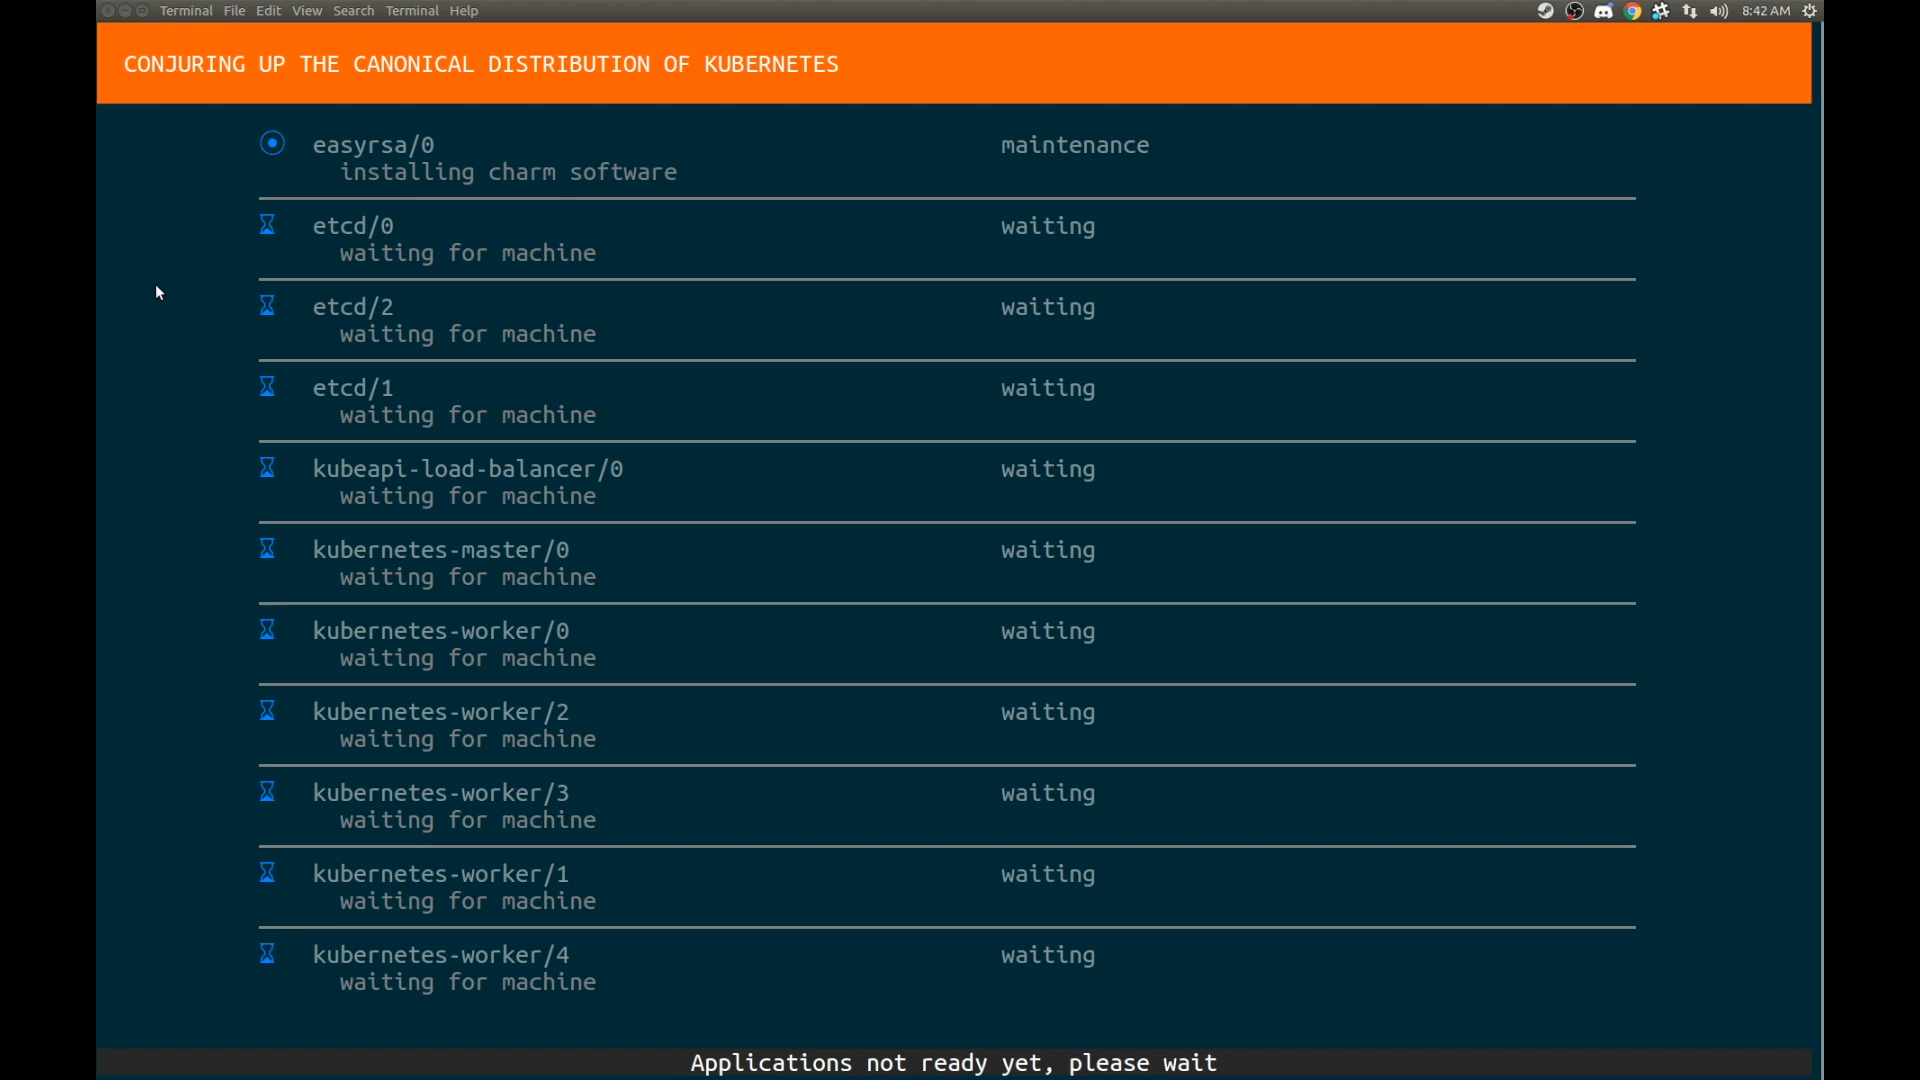 Terminal File Edit View Search Terminal Help 8:42 AM
CONJURING UP THE CANONICAL DISTRIBUTION OF KUBERNETES
easyrsa/0 maintenance
installing charm software
etcd/0 waiting
waiting for machine
etcd/2 waiting
waiting for machine
etcd/1 waiting
waiting for machine
kubeapi-load-balancer/0 waiting
waiting for machine
kubernetes-master/0 waiting
waiting for machine
kubernetes-worker/0 waiting
waiting for machine
kubernetes-worker/2 waiting
waiting for machine
kubernetes-worker/3 waiting
waiting for machine
kubernetes-worker/1 waiting
waiting for machine
kubernetes-worker/4 waiting
waiting for machine
Applications not ready yet, please wait